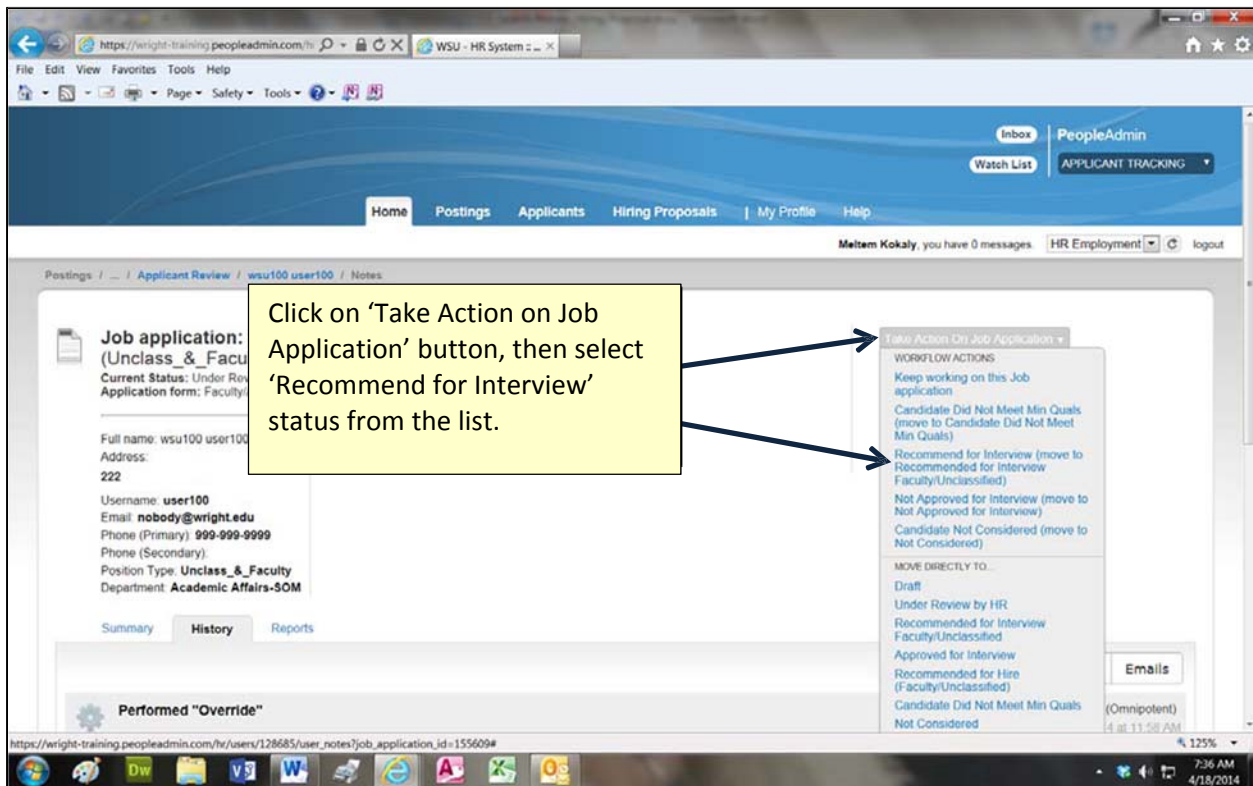 https://wright-training.peopleadmin.com/h
WSU - HR System :: ...
File Edit View Favorites Tools Help
Page Safety Tools
Inbox PeopleAdmin
Watch List APPLICANT TRACKING
Home Postings Applicants Hiring Proposals | My Profile Help
Meltem Kokaly, you have 0 messages. HR Employment logout
Postings / ... / Applicant Review / wsu100 user100 / Notes
Click on ‘Take Action on Job
Application’ button, then select
‘Recommend for Interview’
status from the list.
Job application:
(Unclass_&_Facu
Current Status: Under Rev
Application form: Faculty/
Full name: wsu100 user100
Address:
222
Username: user100
Email: nobody@wright.edu
Phone (Primary): 999-999-9999
Phone (Secondary):
Position Type: Unclass_&_Faculty
Department: Academic Affairs-SOM
Summary History Reports
Take Action On Job Application
WORKFLOW ACTIONS
Keep working on this Job
application
Candidate Did Not Meet Min Quals
(move to Candidate Did Not Meet
Min Quals)
Recommend for Interview (move to
Recommended for Interview
Faculty/Unclassified)
Not Approved for Interview (move to
Not Approved for Interview)
Candidate Not Considered (move to
Not Considered)
MOVE DIRECTLY TO...
Draft
Under Review by HR
Recommended for Interview
Faculty/Unclassified
Approved for Interview
Recommended for Hire
(Faculty/Unclassified)
Candidate Did Not Meet Min Quals
Not Considered
Emails
Performed "Override"
(Omnipotent)
4 at 11:58 AM
https://wright-training.peopleadmin.com/hr/users/128685/user_notes?job_application_id=155609#
125%
7:36 AM
4/18/2014